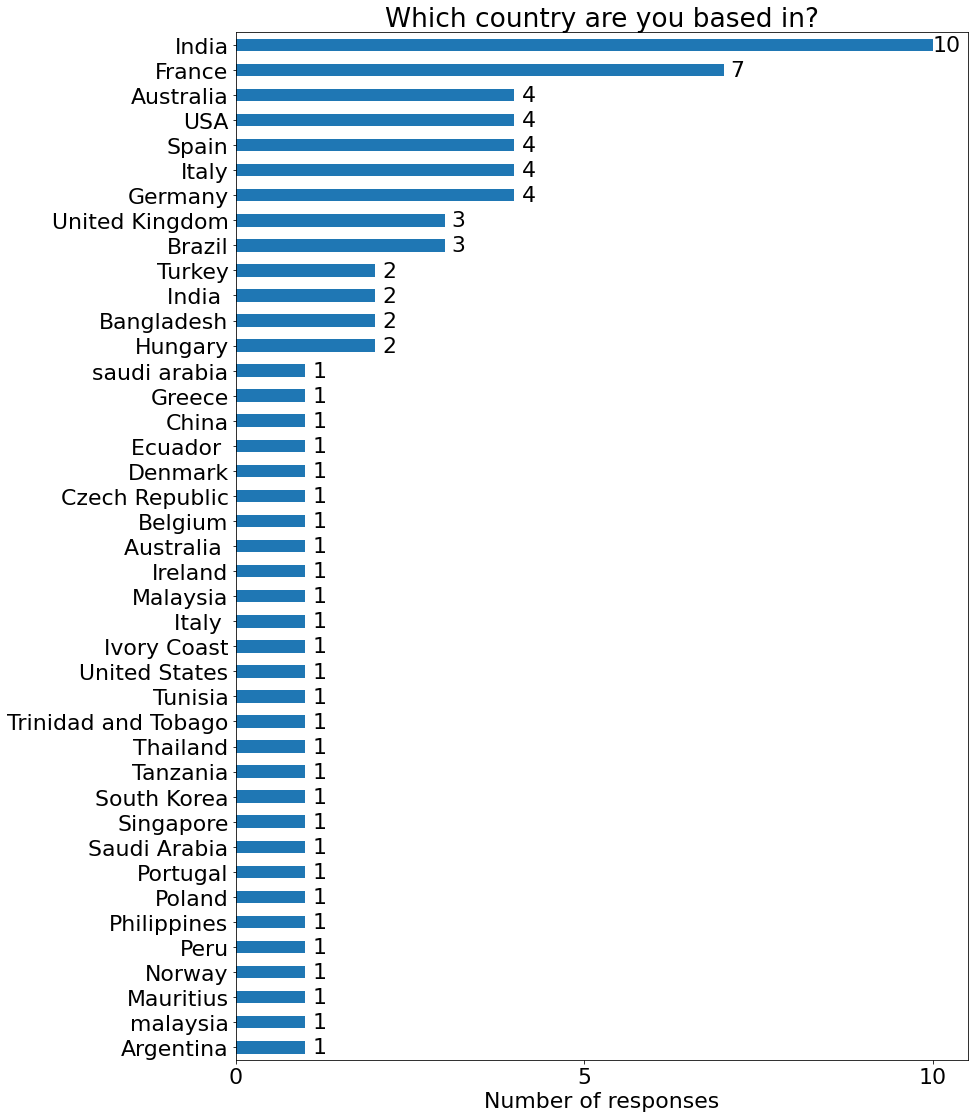 Which country are you based in?
India 10
France 7
Australia 4
USA 4
Spain 4
Italy 4
Germany 4
United Kingdom 3
Brazil 3
Turkey 2
India 2
Bangladesh 2
Hungary 2
saudi arabia 1
Greece 1
China 1
Ecuador 1
Denmark 1
Czech Republic 1
Belgium 1
Australia 1
Ireland 1
Malaysia 1
Italy 1
Ivory Coast 1
United States 1
Tunisia 1
Trinidad and Tobago 1
Thailand 1
Tanzania 1
South Korea 1
Singapore 1
Saudi Arabia 1
Portugal 1
Poland 1
Philippines 1
Peru 1
Norway 1
Mauritius 1
malaysia 1
Argentina 1
0 5 10
Number of responses